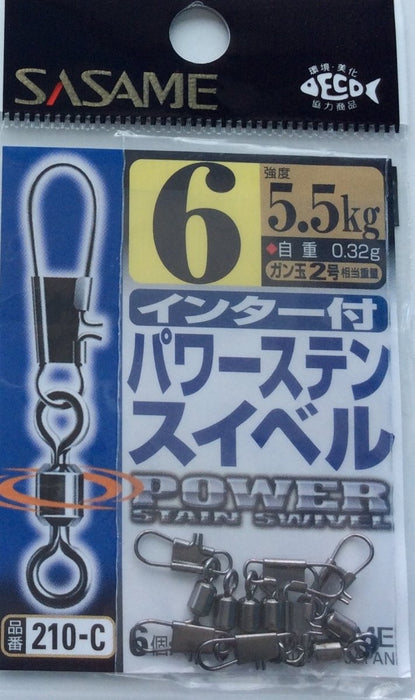 SASAME
環境・美化
DECO
協力商品
6
強度
5.5kg
◆自重 0.32g
ガン玉2号相当重量
インター付
パワーステン
スイベル
POWER
STAIN SWIVEL
品番
210-C
6個
ME
JAPAN